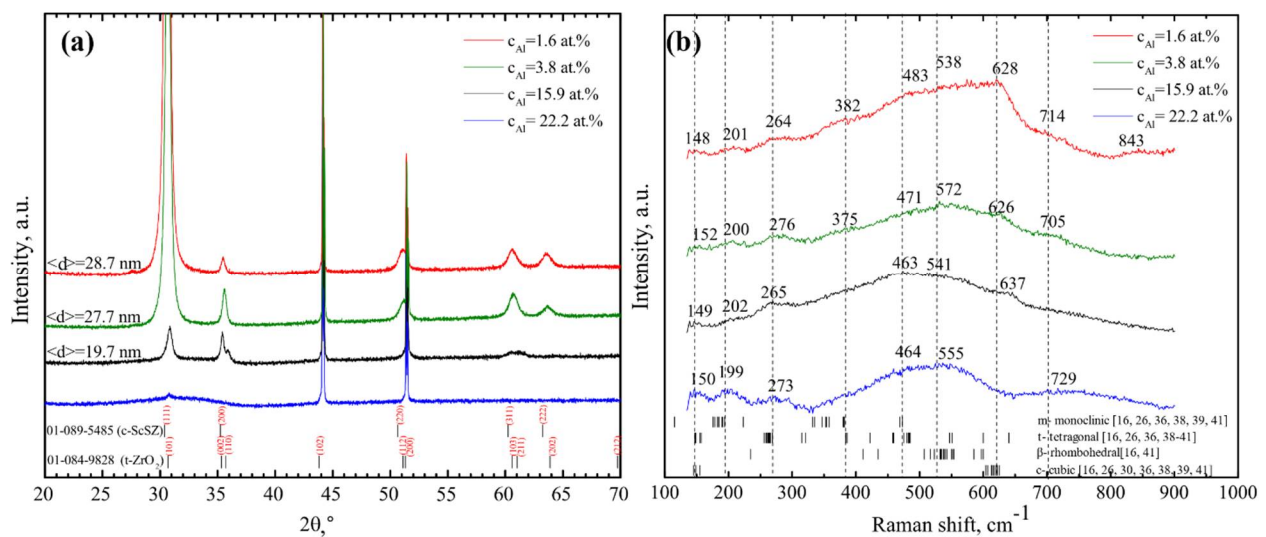 (a)
c_Al=1.6 at.%
c_Al=3.8 at.%
c_Al=15.9 at.%
c_Al= 22.2 at.%
Intensity, a.u.
<d>=28.7 nm
<d>=27.7 nm
<d>=19.7 nm
(111) (200) (220) (311) (222)
01-089-5485 (c-ScSZ)
(101) (002) (110) (102) (112) (200) (103) (211) (202) (212)
01-084-9828 (t-ZrO2)
20 25 30 35 40 45 50 55 60 65 70
2θ,°
(b)
c_Al=1.6 at.%
c_Al=3.8 at.%
c_Al=15.9 at.%
c_Al= 22.2 at.%
Intensity, a.u.
148 201 264 382 483 538 628 714 843
152 200 276 375 471 572 626 705
149 202 265 463 541 637
150 199 273 464 555 729
m- monoclinic [16, 26, 36, 38, 39, 41]
t- tetragonal [16, 26, 36, 38-41]
β- rhombohedral[16, 41]
c- cubic [16, 26, 30, 36, 38, 39, 41]
100 200 300 400 500 600 700 800 900 1000
Raman shift, cm-1